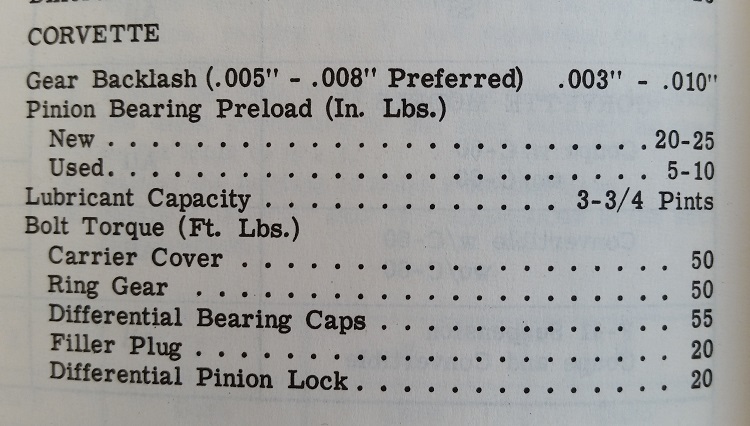 CORVETTE
Gear Backlash (.005" - .008" Preferred) .003" - .010"
Pinion Bearing Preload (In. Lbs.)
New . . . . . . . . . . . . . . . . . . . . . . . 20-25
Used. . . . . . . . . . . . . . . . . . . . . . . 5-10
Lubricant Capacity . . . . . . . . . . . . . 3-3/4 Pints
Bolt Torque (Ft. Lbs.)
Carrier Cover . . . . . . . . . . . . . . . . . . 50
Ring Gear . . . . . . . . . . . . . . . . . . . . 50
Differential Bearing Caps . . . . . . . . . . . . 55
Filler Plug . . . . . . . . . . . . . . . . . . . . 20
Differential Pinion Lock . . . . . . . . . . . . . 20